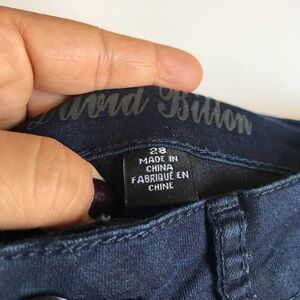 David Bitton
28
MADE IN
CHINA
FABRIQUÉ EN
CHINE